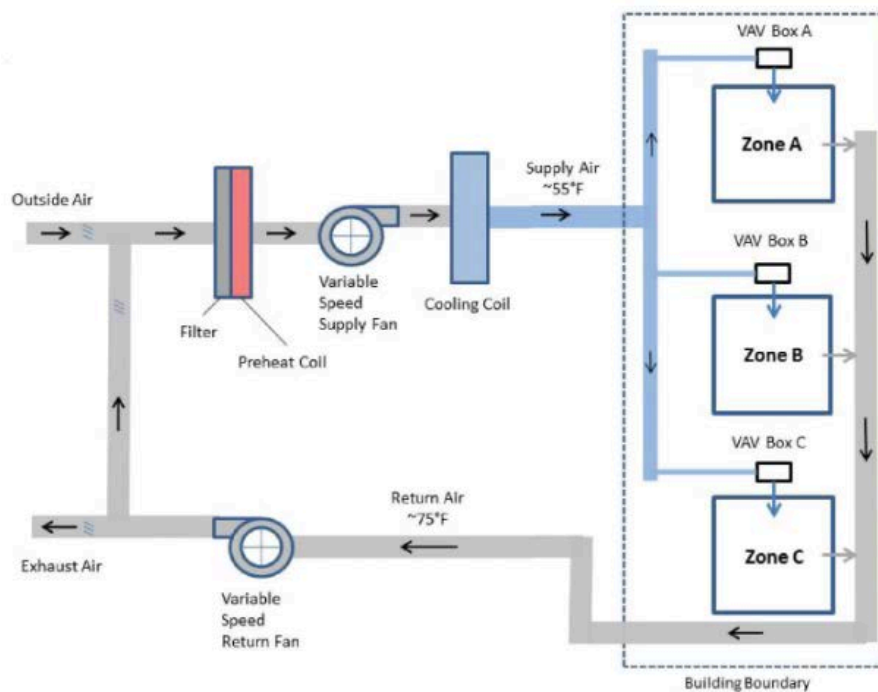 VAV Box A
Zone A
Supply Air
~55°F
Outside Air
VAV Box B
Variable
Speed
Supply Fan
Cooling Coil
Filter
Preheat Coil
Zone B
VAV Box C
Return Air
~75°F
Zone C
Exhaust Air
Variable
Speed
Return Fan
Building Boundary